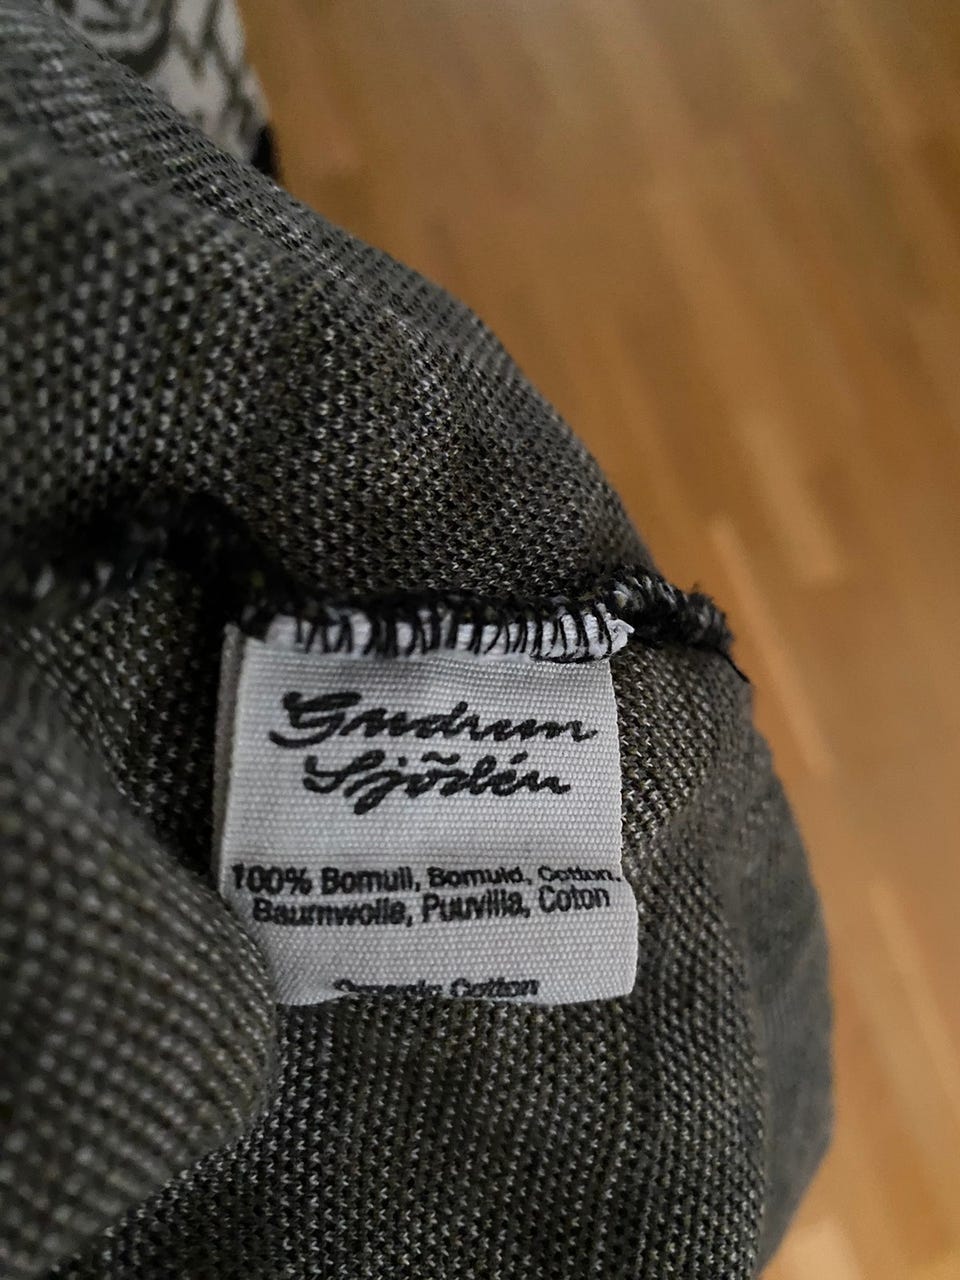 Gudrun
Sjödén
100% Bomull, Bomuld, Cotton,
Baumwolle, Puuvilla, Coton
Organic Cotton